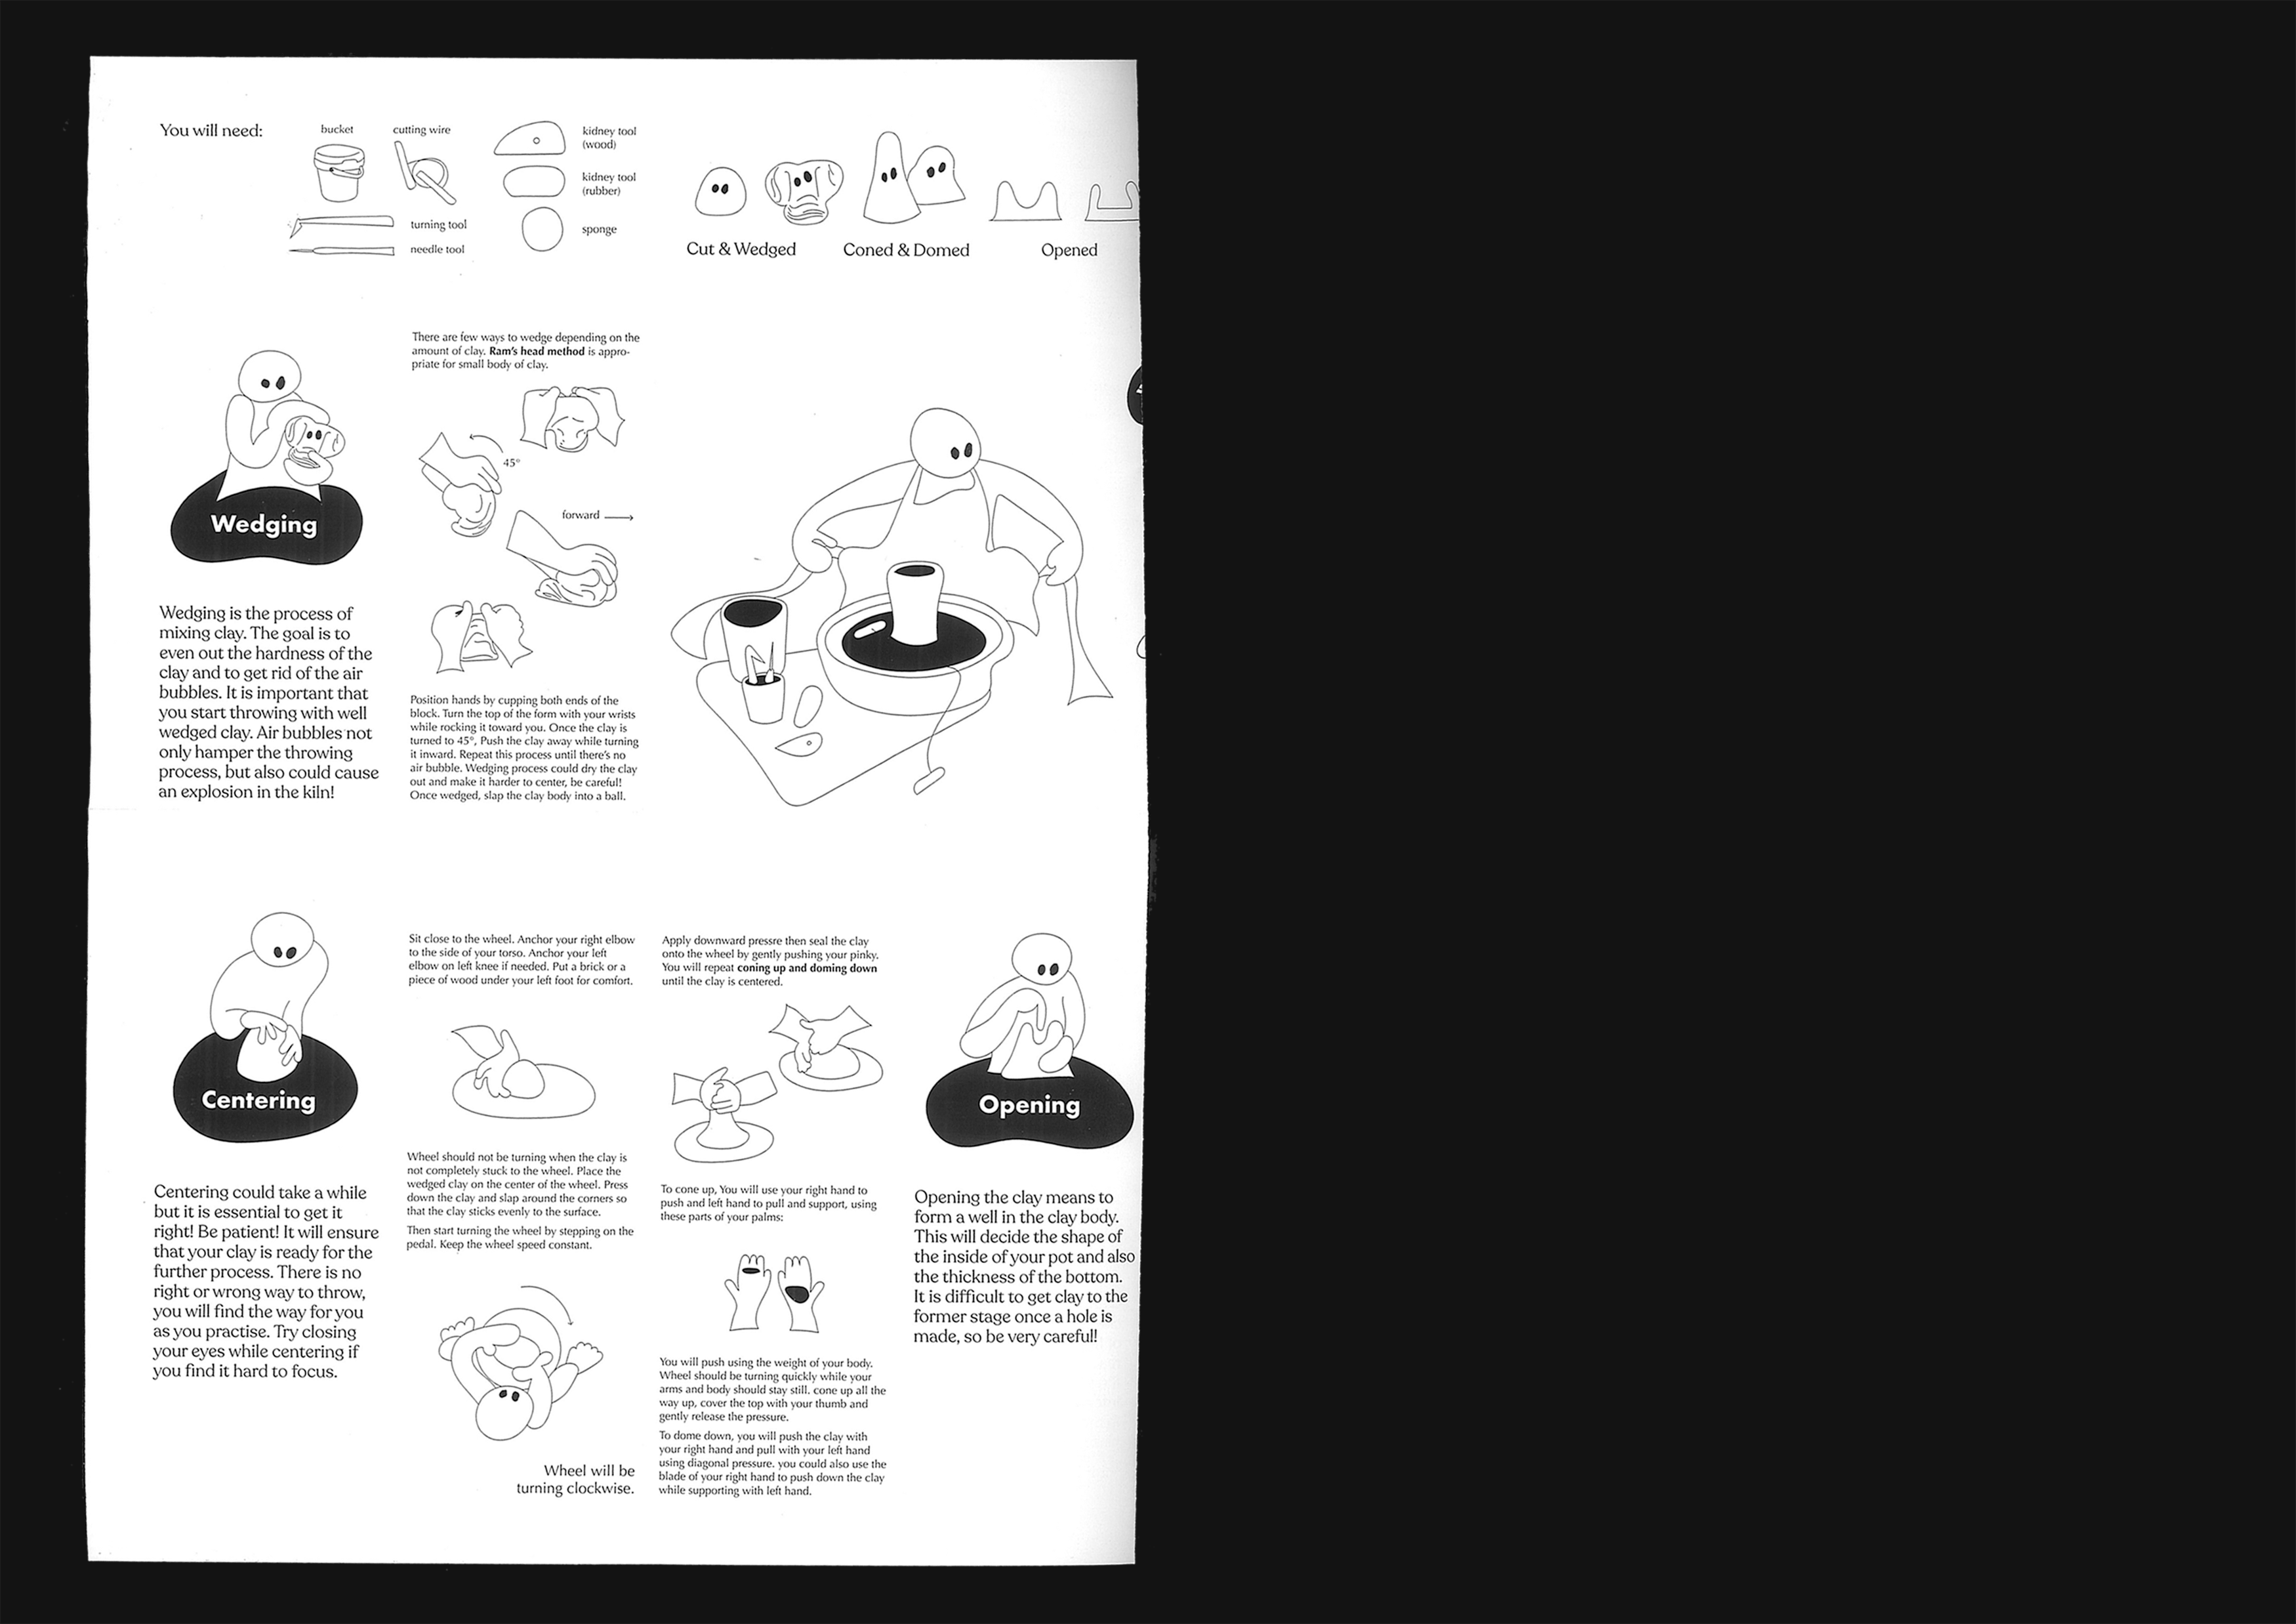 You will need:
bucket
cutting wire
kidney tool
(wood)
kidney tool
(rubber)
turning tool
needle tool
sponge
Cut & Wedged
Coned & Domed
Opened
Wedging
Wedging is the process of
mixing clay. The goal is to
even out the hardness of the
clay and to get rid of the air
bubbles. It is important that
you start throwing with well
wedged clay. Air bubbles not
only hamper the throwing
process, but also could cause
an explosion in the kiln!
There are few ways to wedge depending on the
amount of clay. Ram's head method is appro-
priate for small body of clay.
45°
forward
Position hands by cupping both ends of the
block. Turn the top of the form with your wrists
while rocking it toward you. Once the clay is
turned to 45°, Push the clay away while turning
it inward. Repeat this process until there's no
air bubble. Wedging process could dry the clay
out and make it harder to center, be careful!
Once wedged, slap the clay body into a ball.
Centering
Centering could take a while
but it is essential to get it
right! Be patient! It will ensure
that your clay is ready for the
further process. There is no
right or wrong way to throw,
you will find the way for you
as you practise. Try closing
your eyes while centering if
you find it hard to focus.
Sit close to the wheel. Anchor your right elbow
to the side of your torso. Anchor your left
elbow on left knee if needed. Put a brick or a
piece of wood under your left foot for comfort.
Wheel should not be turning when the clay is
not completely stuck to the wheel. Place the
wedged clay on the center of the wheel. Press
down the clay and slap around the corners so
that the clay sticks evenly to the surface.
Then start turning the wheel by stepping on the
pedal. Keep the wheel speed constant.
Wheel will be
turning clockwise.
Apply downward pressre then seal the clay
onto the wheel by gently pushing your pinky.
You will repeat coning up and doming down
until the clay is centered.
To cone up, You will use your right hand to
push and left hand to pull and support, using
these parts of your palms:
You will push using the weight of your body.
Wheel should be turning quickly while your
arms and body should stay still. cone up all the
way up, cover the top with your thumb and
gently release the pressure.
To dome down, you will push the clay with
your right hand and pull with your left hand
using diagonal pressure. you could also use the
blade of your right hand to push down the clay
while supporting with left hand.
Opening
Opening the clay means to
form a well in the clay body.
This will decide the shape of
the inside of your pot and also
the thickness of the bottom.
It is difficult to get clay to the
former stage once a hole is
made, so be very careful!